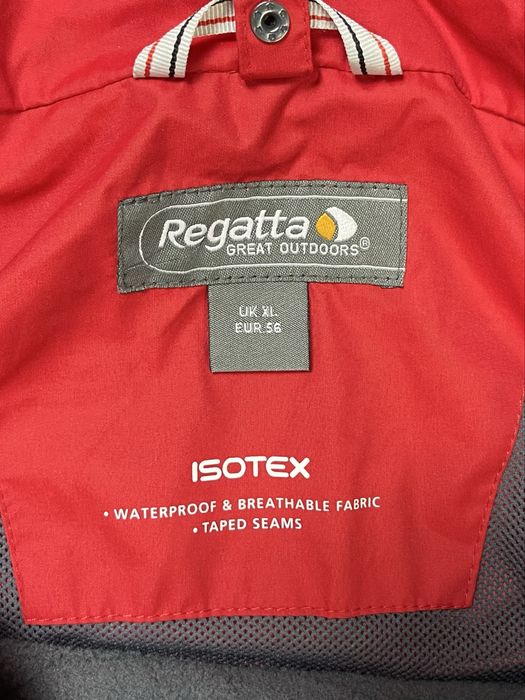 Regatta
GREAT OUTDOORS®
UK XL
EUR 56
ISOTEX
• WATERPROOF & BREATHABLE FABRIC
• TAPED SEAMS